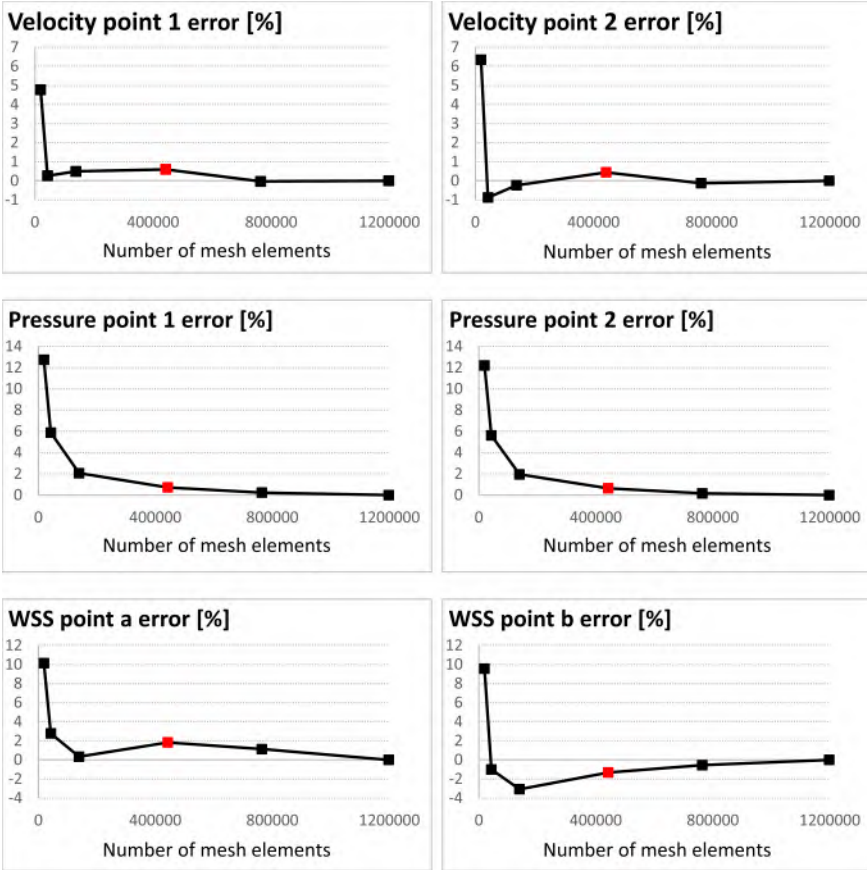 Velocity point 1 error [%]
7
6
5
4
3
2
1
0
-1
0 400000 800000 1200000
Number of mesh elements
Velocity point 2 error [%]
7
6
5
4
3
2
1
0
-1
0 400000 800000 1200000
Number of mesh elements
Pressure point 1 error [%]
14
12
10
8
6
4
2
0
0 400000 800000 1200000
Number of mesh elements
Pressure point 2 error [%]
14
12
10
8
6
4
2
0
0 400000 800000 1200000
Number of mesh elements
WSS point a error [%]
12
10
8
6
4
2
0
-2
-4
0 400000 800000 1200000
Number of mesh elements
WSS point b error [%]
12
10
8
6
4
2
0
-2
-4
0 400000 800000 1200000
Number of mesh elements